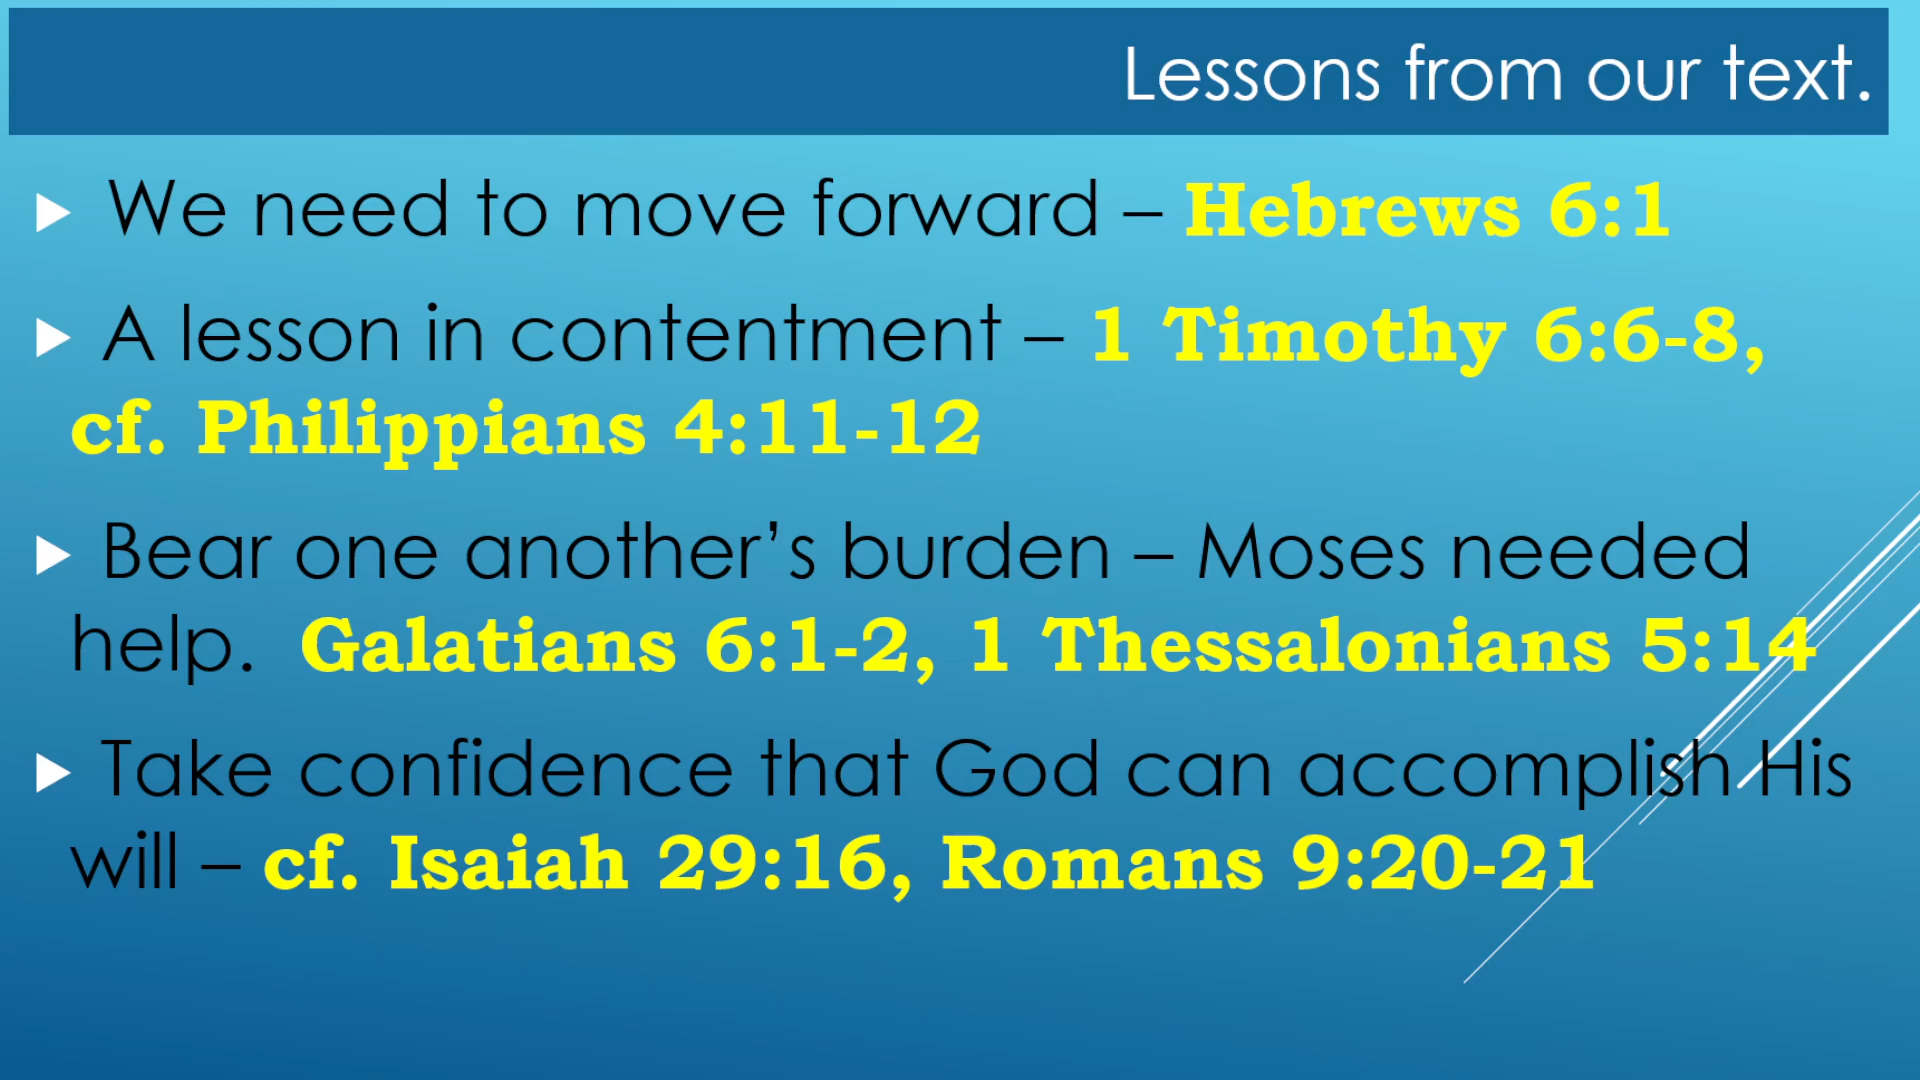 Lessons from our text.
We need to move forward – Hebrews 6:1
A lesson in contentment – 1 Timothy 6:6-8,
cf. Philippians 4:11-12
Bear one another’s burden – Moses needed
help. Galatians 6:1-2, 1 Thessalonians 5:14
Take confidence that God can accomplish His
will – cf. Isaiah 29:16, Romans 9:20-21